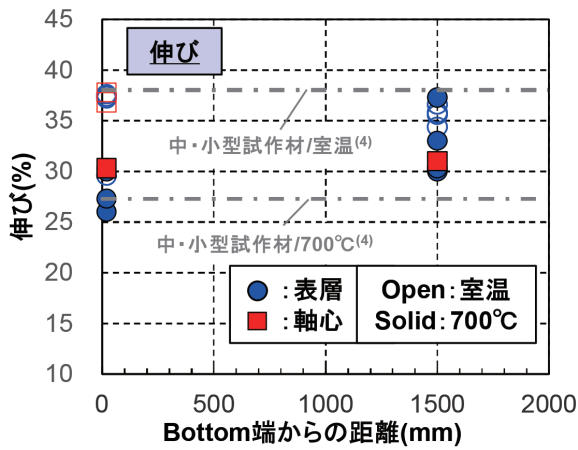 伸び
45
40
35
30
25
20
15
10
伸び(%)
中・小型試作材/室温(4)
中・小型試作材/700℃(4)
●：表層 Open：室温
■：軸心 Solid：700℃
0 500 1000 1500 2000
Bottom端からの距離(mm)